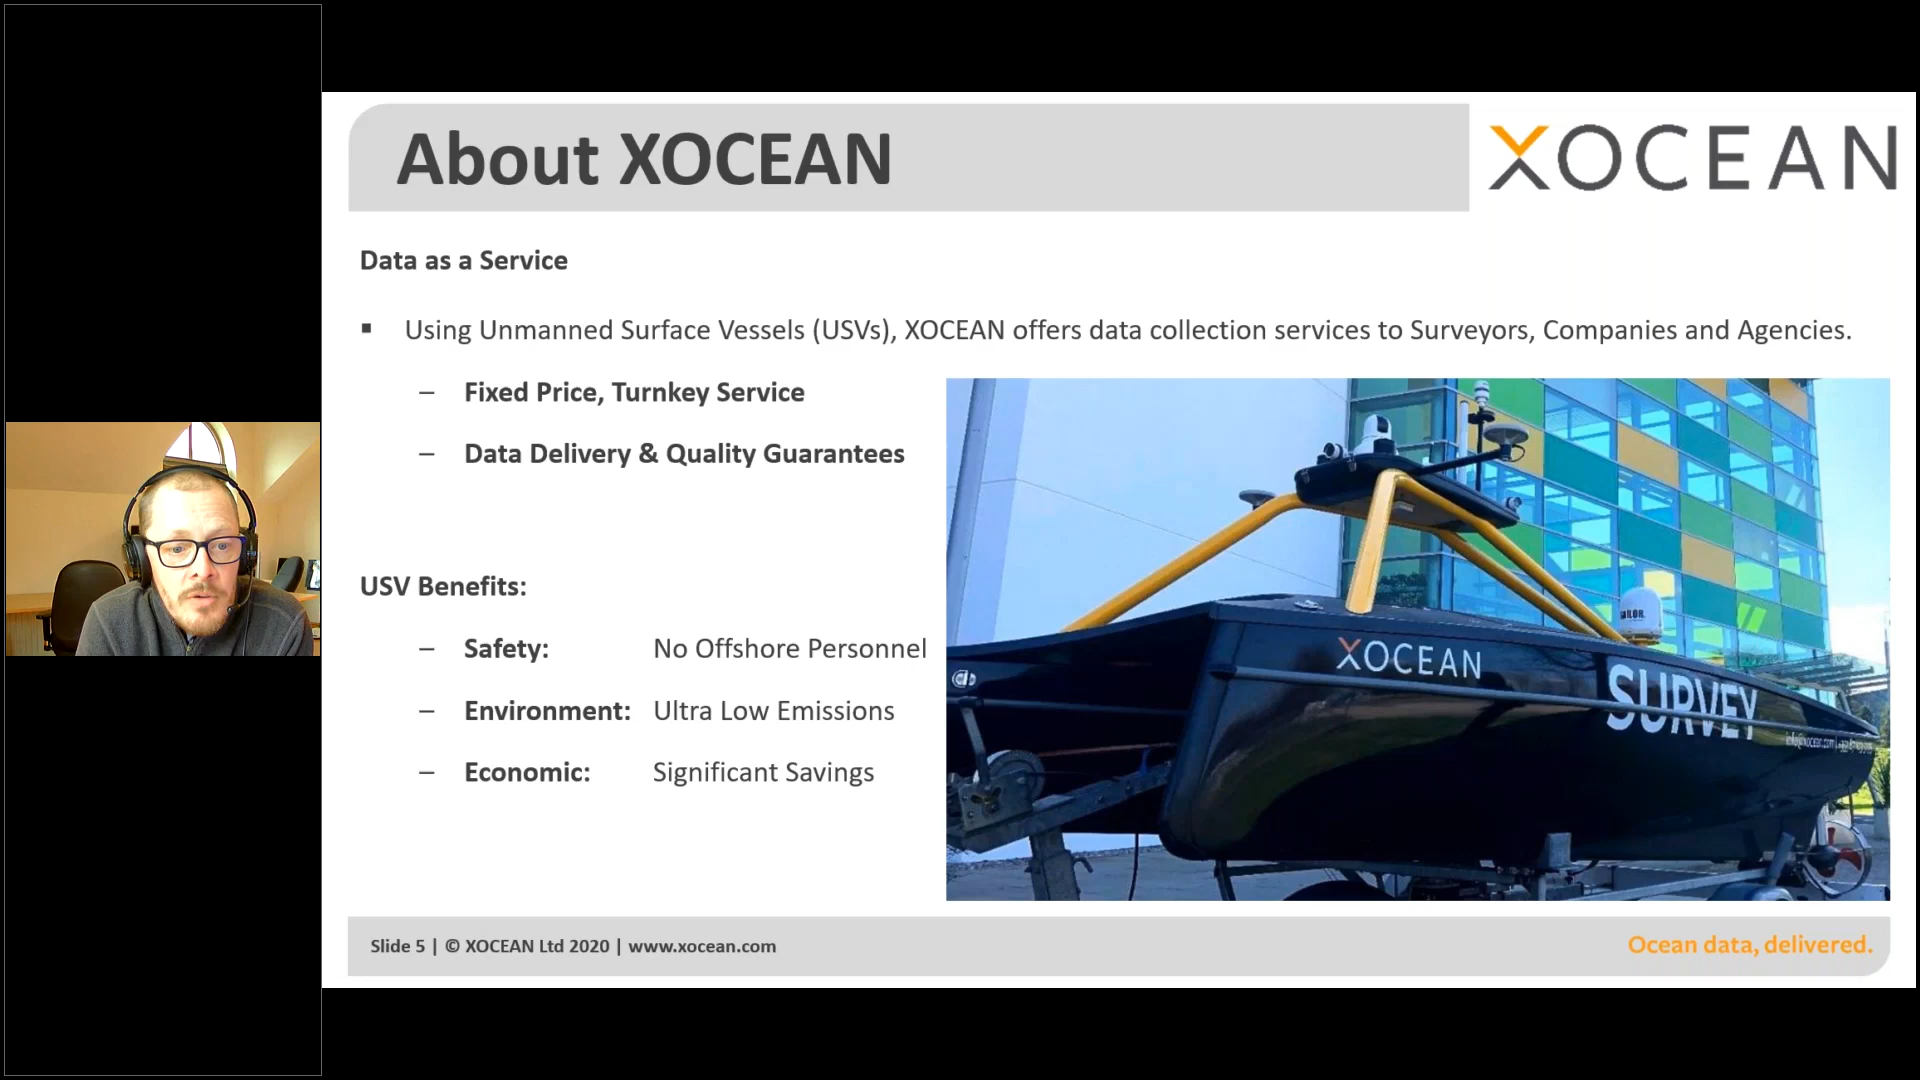 About XOCEAN
XOCEAN
Data as a Service
▪ Using Unmanned Surface Vessels (USVs), XOCEAN offers data collection services to Surveyors, Companies and Agencies.
– Fixed Price, Turnkey Service
– Data Delivery & Quality Guarantees
USV Benefits:
– Safety: No Offshore Personnel
– Environment: Ultra Low Emissions
– Economic: Significant Savings
SAILOR.
XOCEAN
SURVEY
Slide 5 | © XOCEAN Ltd 2020 | www.xocean.com
Ocean data, delivered.